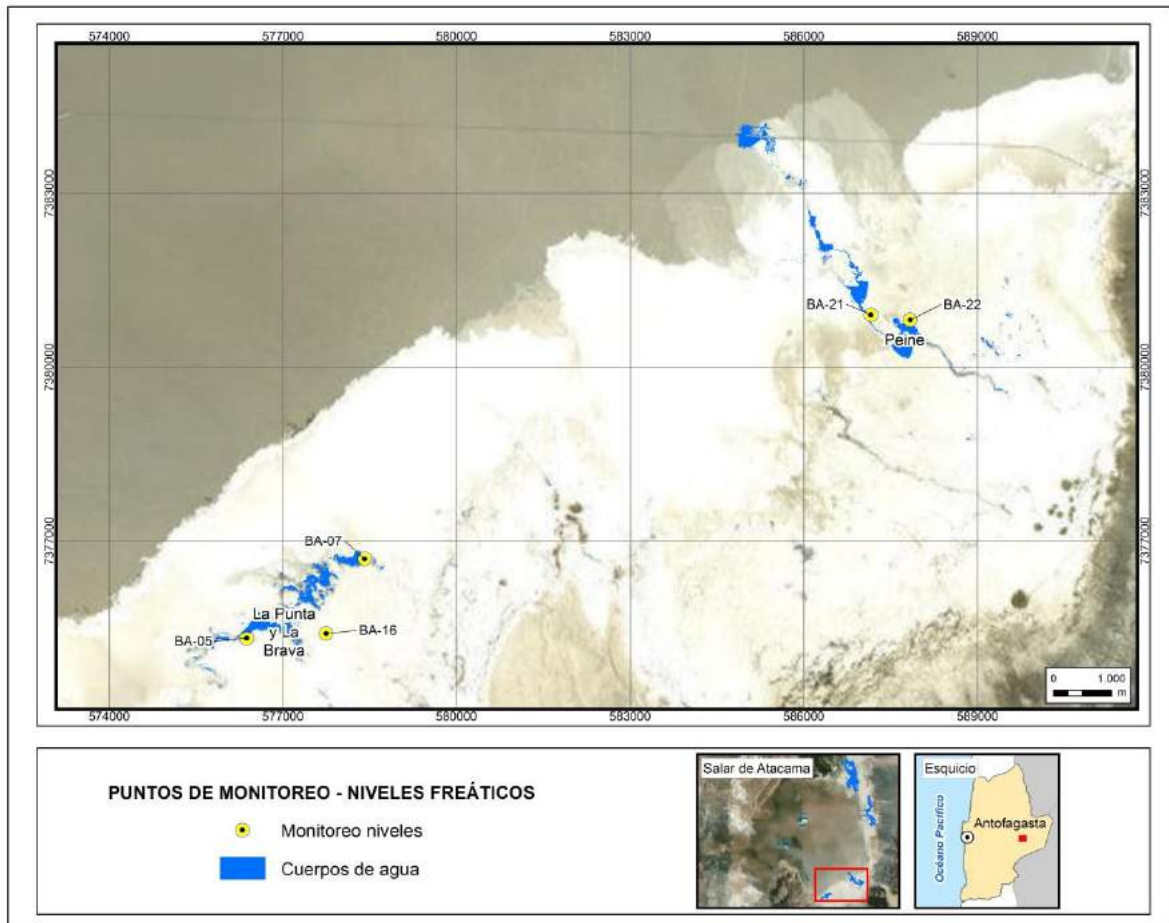 574000
577000
580000
583000
586000
589000
7383000
7383000
BA-21
BA-22
Peine
7380000
7380000
7377000
7377000
BA-07
La Punta
y La
Brava
BA-05
BA-16
0
1.000
m
574000
577000
580000
583000
586000
589000
PUNTOS DE MONITOREO - NIVELES FREÁTICOS
Monitoreo niveles
Cuerpos de agua
Salar de Atacama
Esquicio
Océano Pacífico
Antofagasta